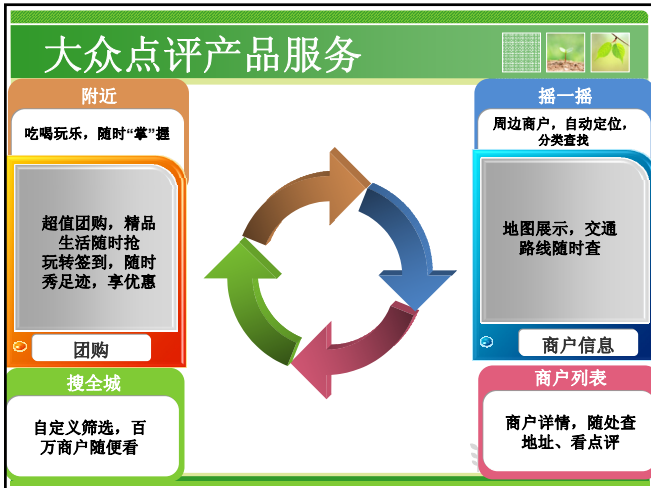 大众点评产品服务
附近
吃喝玩乐，随时“掌”握
超值团购，精品
生活随时抢
玩转签到，随时
秀足迹，享优惠
团购
搜全城
自定义筛选，百
万商户随便看
摇一摇
周边商户，自动定位，
分类查找
地图展示，交通
路线随时查
商户信息
商户列表
商户详情，随处查
地址、看点评